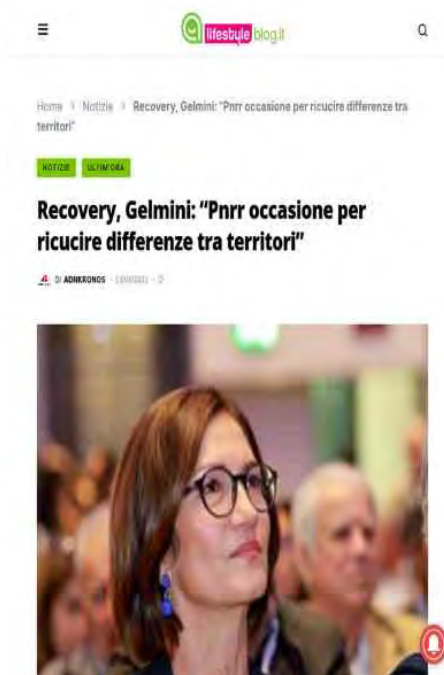 lifestyle blog.it
Home > Notizie > Recovery, Gelmini: "Pnrr occasione per ricucire differenze tra
territori"
NOTIZIE ULTIM'ORA
Recovery, Gelmini: “Pnrr occasione per
ricucire differenze tra territori”
DI ADNKRONOS